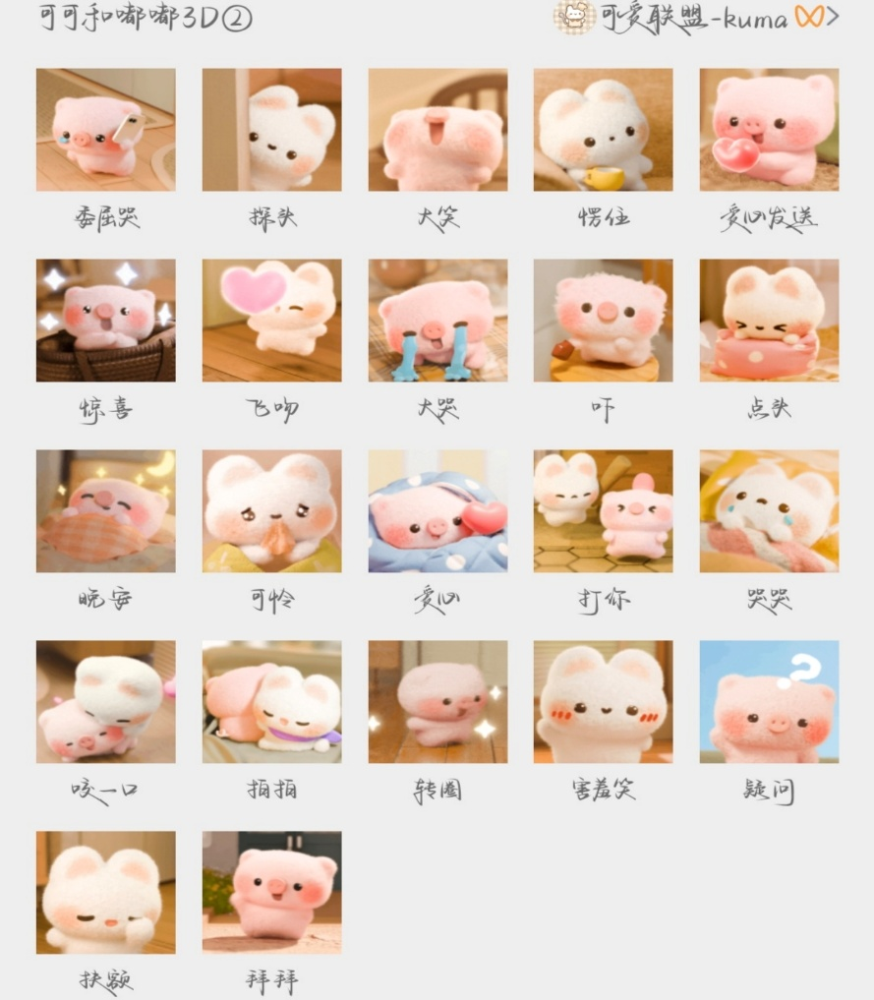 可可和嘟嘟3D② 可爱联盟-kuma
委屈哭 探头 大笑 愣住 爱心发送
惊喜 飞吻 大哭 吓 点头
晚安 可怜 爱心 打你 哭哭
咬一口 拍拍 转圈 害羞笑 疑问
扶额 拜拜